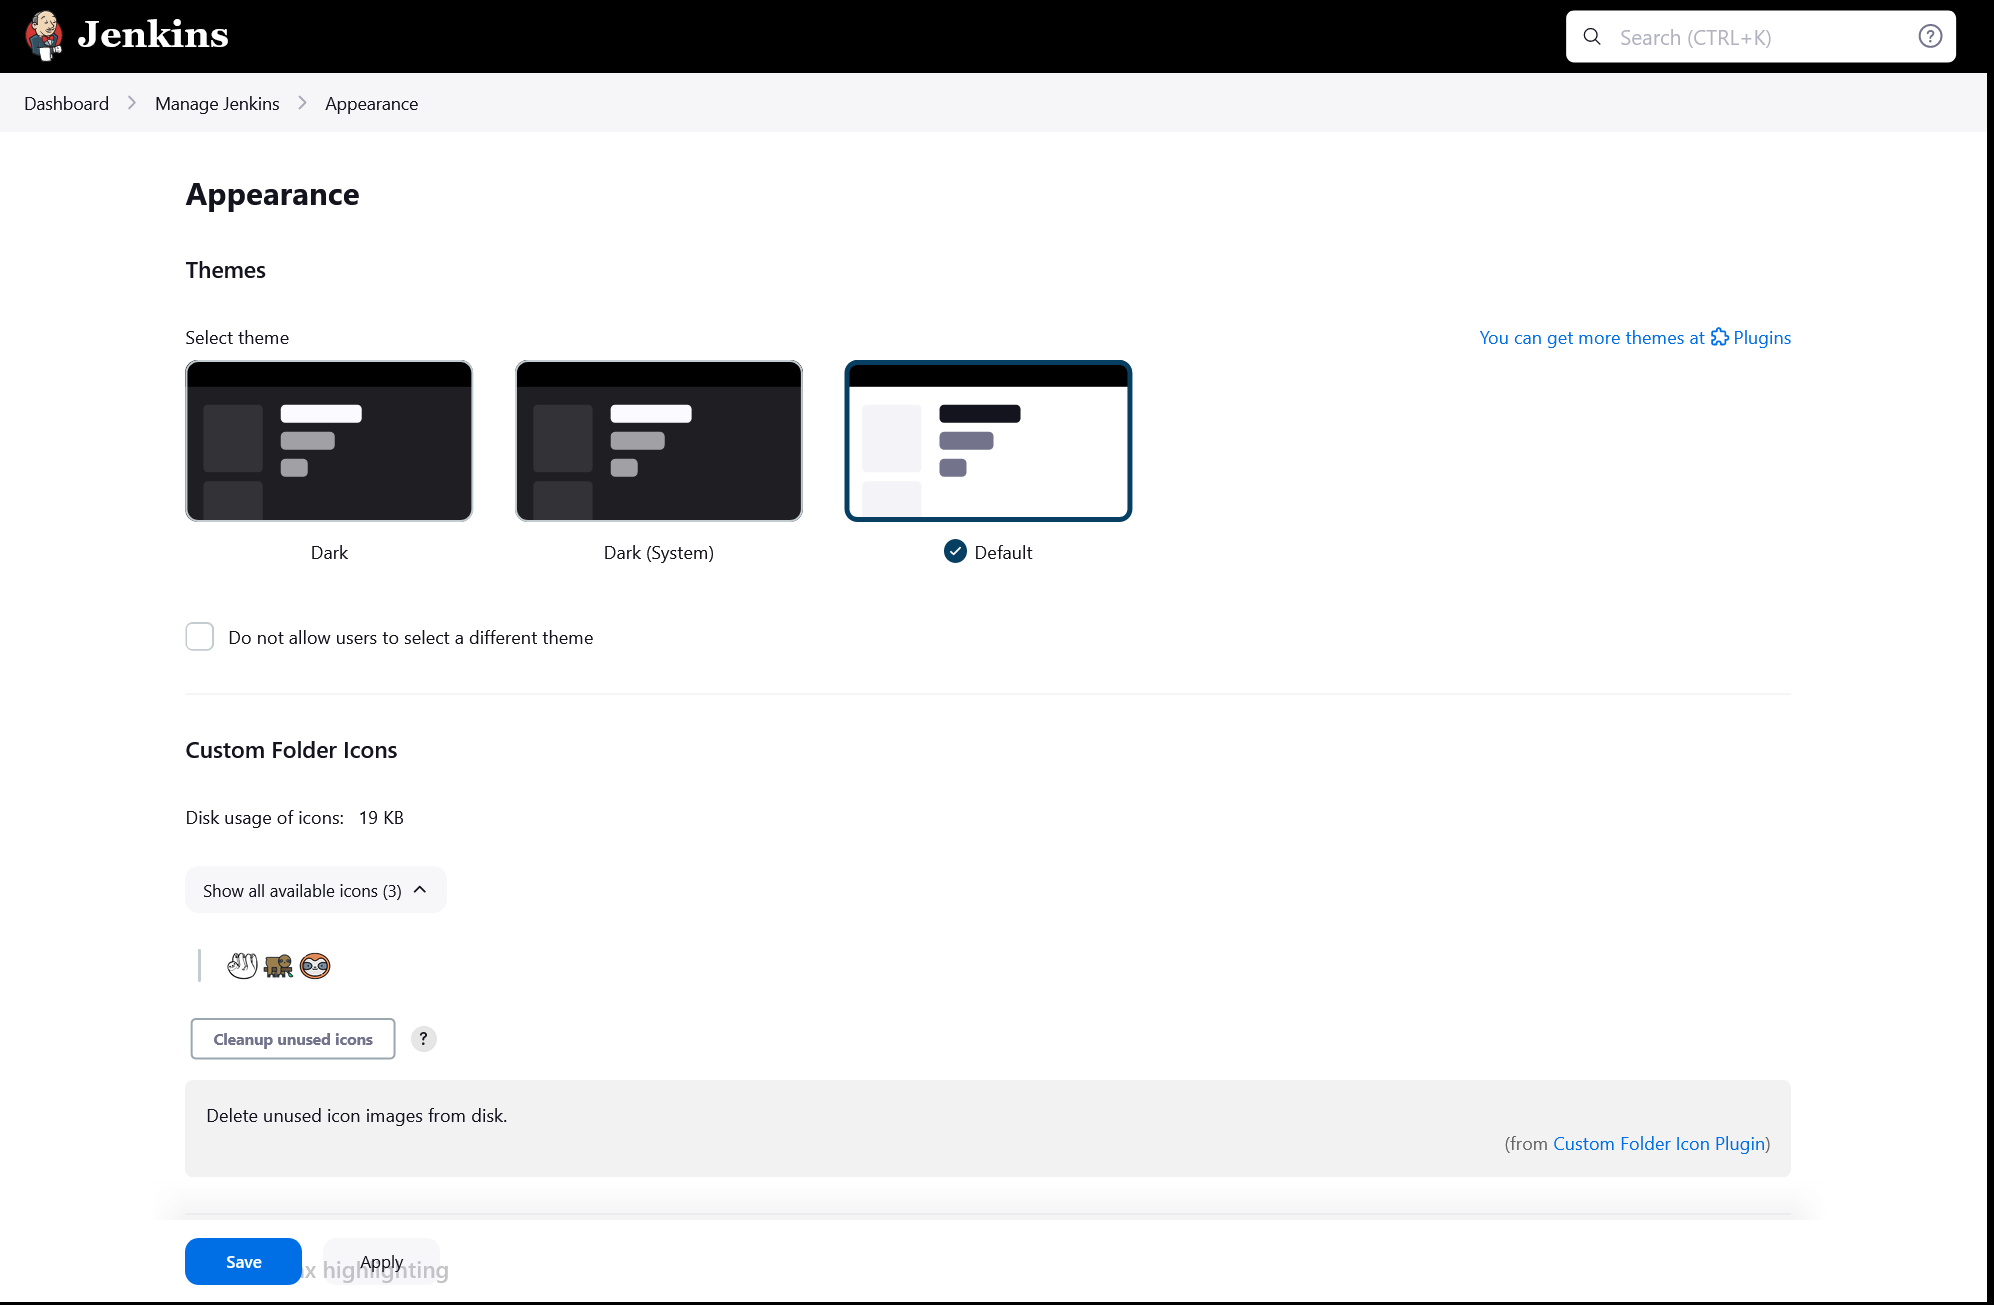 Jenkins
Search (CTRL+K)
Dashboard
Manage Jenkins
Appearance
Appearance
Themes
Select theme
You can get more themes at Plugins
Dark
Dark (System)
Default
Do not allow users to select a different theme
Custom Folder Icons
Disk usage of icons: 19 KB
Show all available icons (3)
Cleanup unused icons
?
Delete unused icon images from disk.
(from Custom Folder Icon Plugin)
Save
Apply
highlighting